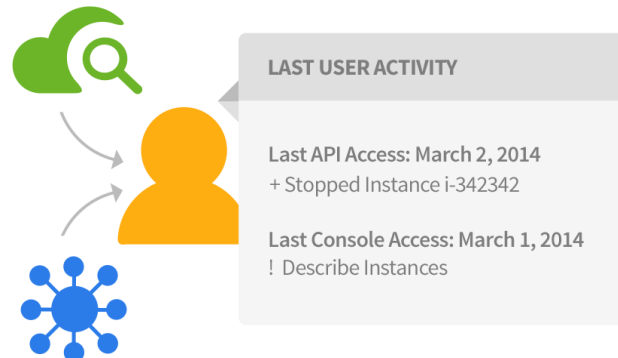 LAST USER ACTIVITY
Last API Access: March 2, 2014
+ Stopped Instance i-342342
Last Console Access: March 1, 2014
! Describe Instances